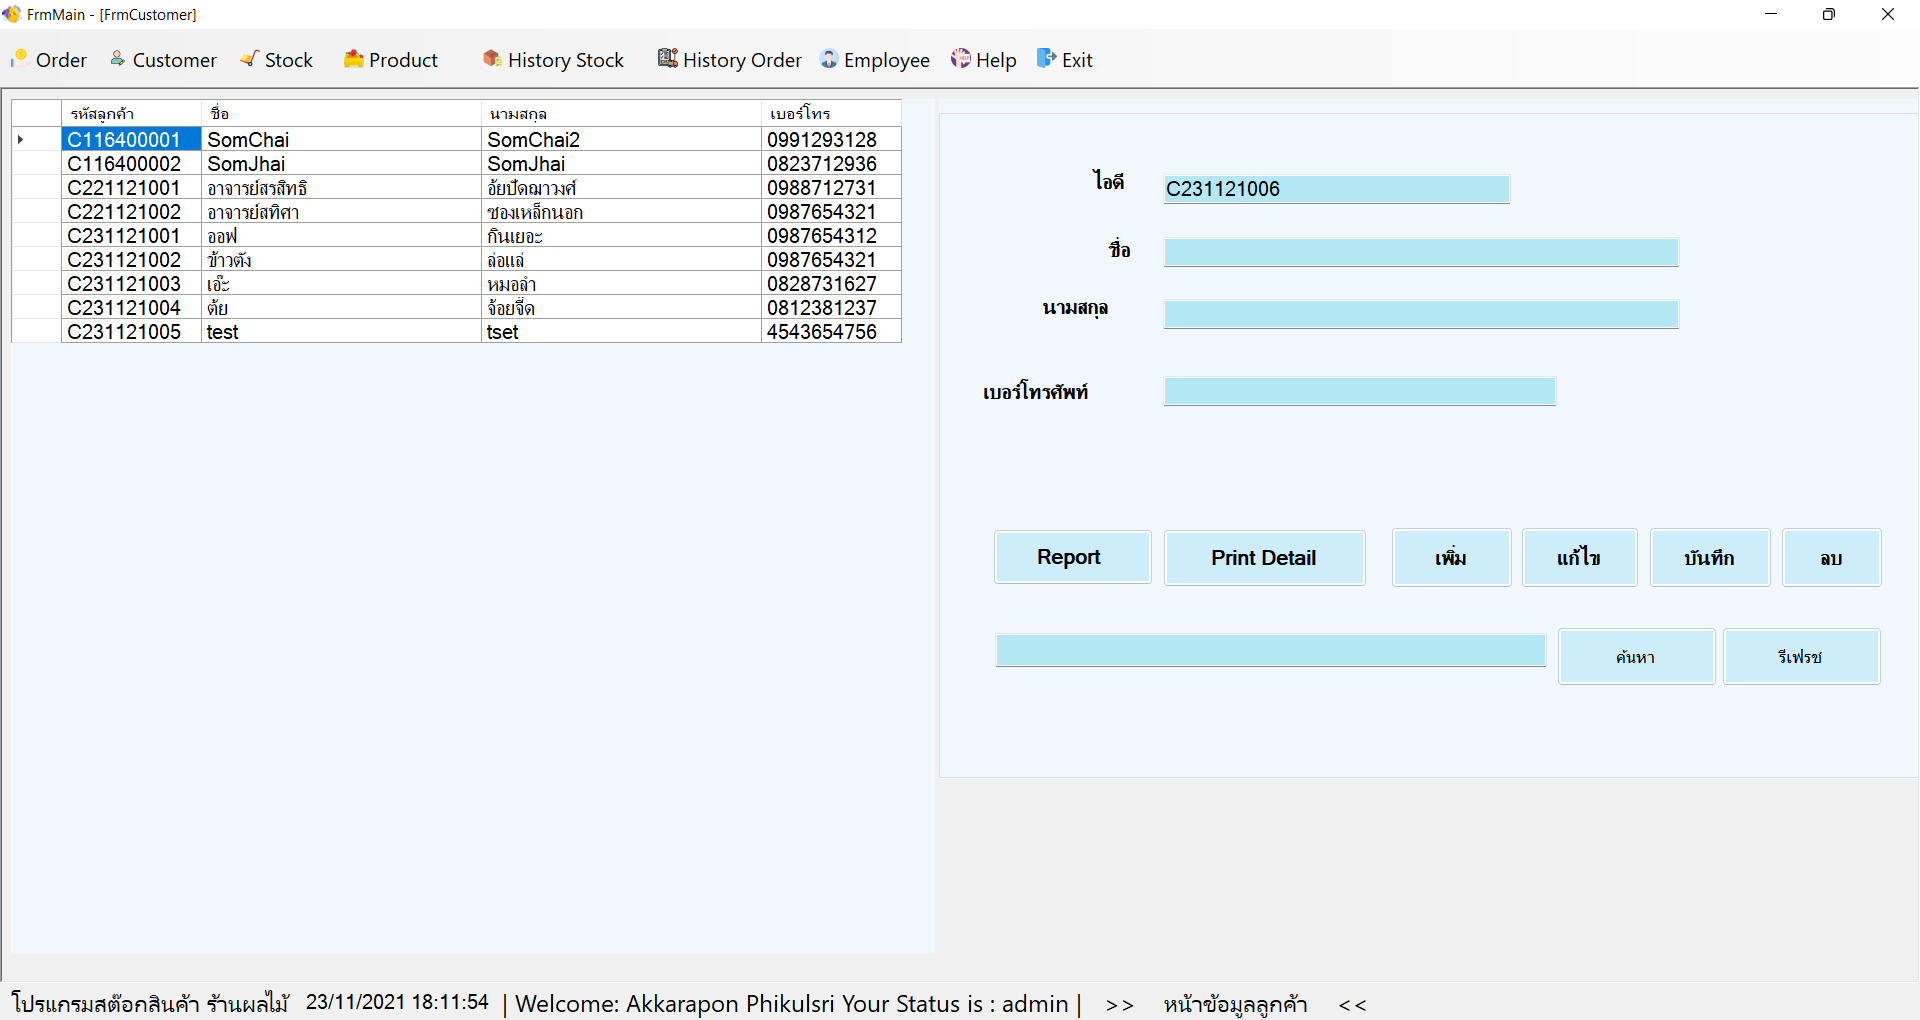 FrmMain - [FrmCustomer]
Order Customer Stock Product History Stock History Order Employee Help Exit
รหัสลูกค้า ชื่อ นามสกุล เบอร์โทร
C116400001 SomChai SomChai2 0991293128
C116400002 SomJhai SomJhai 0823712936
C221121001 อาจารย์สรสิทธิ อัยปัดฌาวงศ์ 0988712731
C221121002 อาจารย์สทิศา ซองเหล็กนอก 0987654321
C231121001 ออฟ กินเยอะ 0987654312
C231121002 ข้าวตัง ล่อแล่ 0987654321
C231121003 เอ๊ะ หมอลำ 0828731627
C231121004 ต้ย จ้อยจี๊ด 0812381237
C231121005 test tset 4543654756
ไอดี C231121006
ชื่อ
นามสกุล
เบอร์โทรศัพท์
Report Print Detail เพิ่ม แก้ไข บันทึก ลบ
ค้นหา รีเฟรช
โปรแกรมสต๊อกสินค้า ร้านผลไม้ 23/11/2021 18:11:54 | Welcome: Akkarapon Phikulsri Your Status is : admin | >> หน้าข้อมูลลูกค้า <<